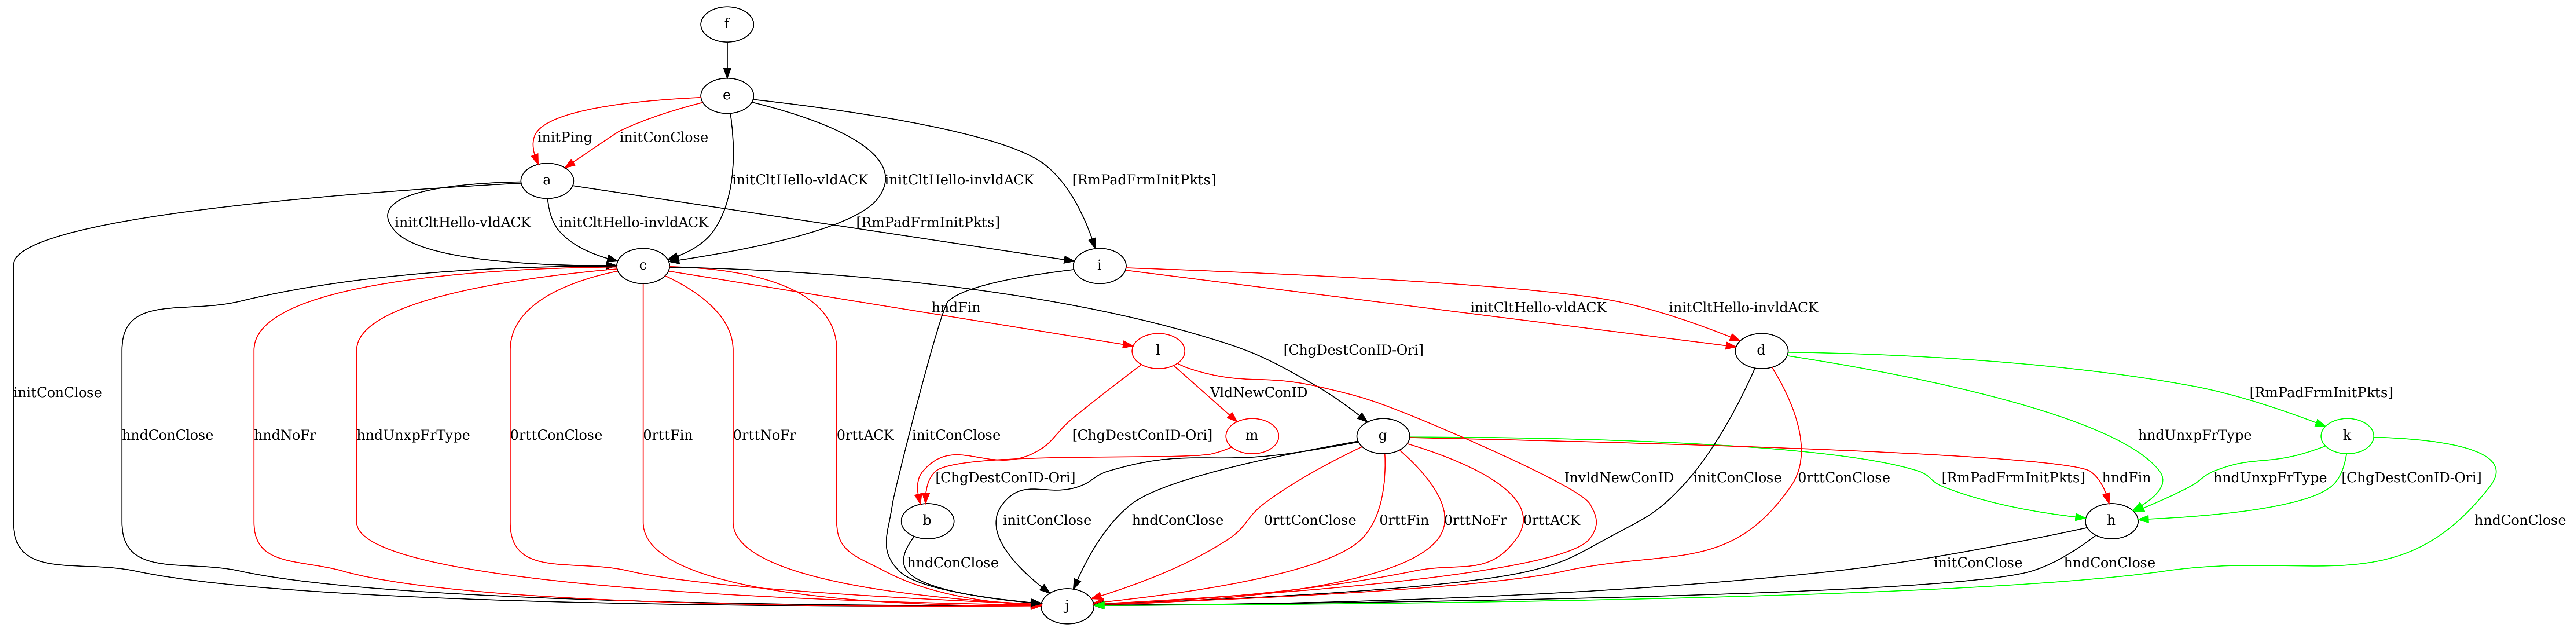 f
e
initPing
initConClose
a
initCltHello-vldACK
initCltHello-invldACK
[RmPadFrmInitPkts]
initCltHello-vldACK
initCltHello-invldACK
[RmPadFrmInitPkts]
c
i
hndFin
initCltHello-vldACK
initCltHello-invldACK
l
[ChgDestConID-Ori]
d
initConClose
VldNewConID
[RmPadFrmInitPkts]
hndConClose
hndNoFr
hndUnxpFrType
0rttConClose
0rttFin
0rttNoFr
0rttACK
initConClose
[ChgDestConID-Ori]
m
g
hndUnxpFrType
k
[ChgDestConID-Ori]
InvldNewConID
initConClose
0rttConClose
[RmPadFrmInitPkts]
hndFin
hndUnxpFrType
[ChgDestConID-Ori]
b
initConClose
hndConClose
0rttConClose
0rttFin
0rttNoFr
0rttACK
h
hndConClose
hndConClose
initConClose
hndConClose
j